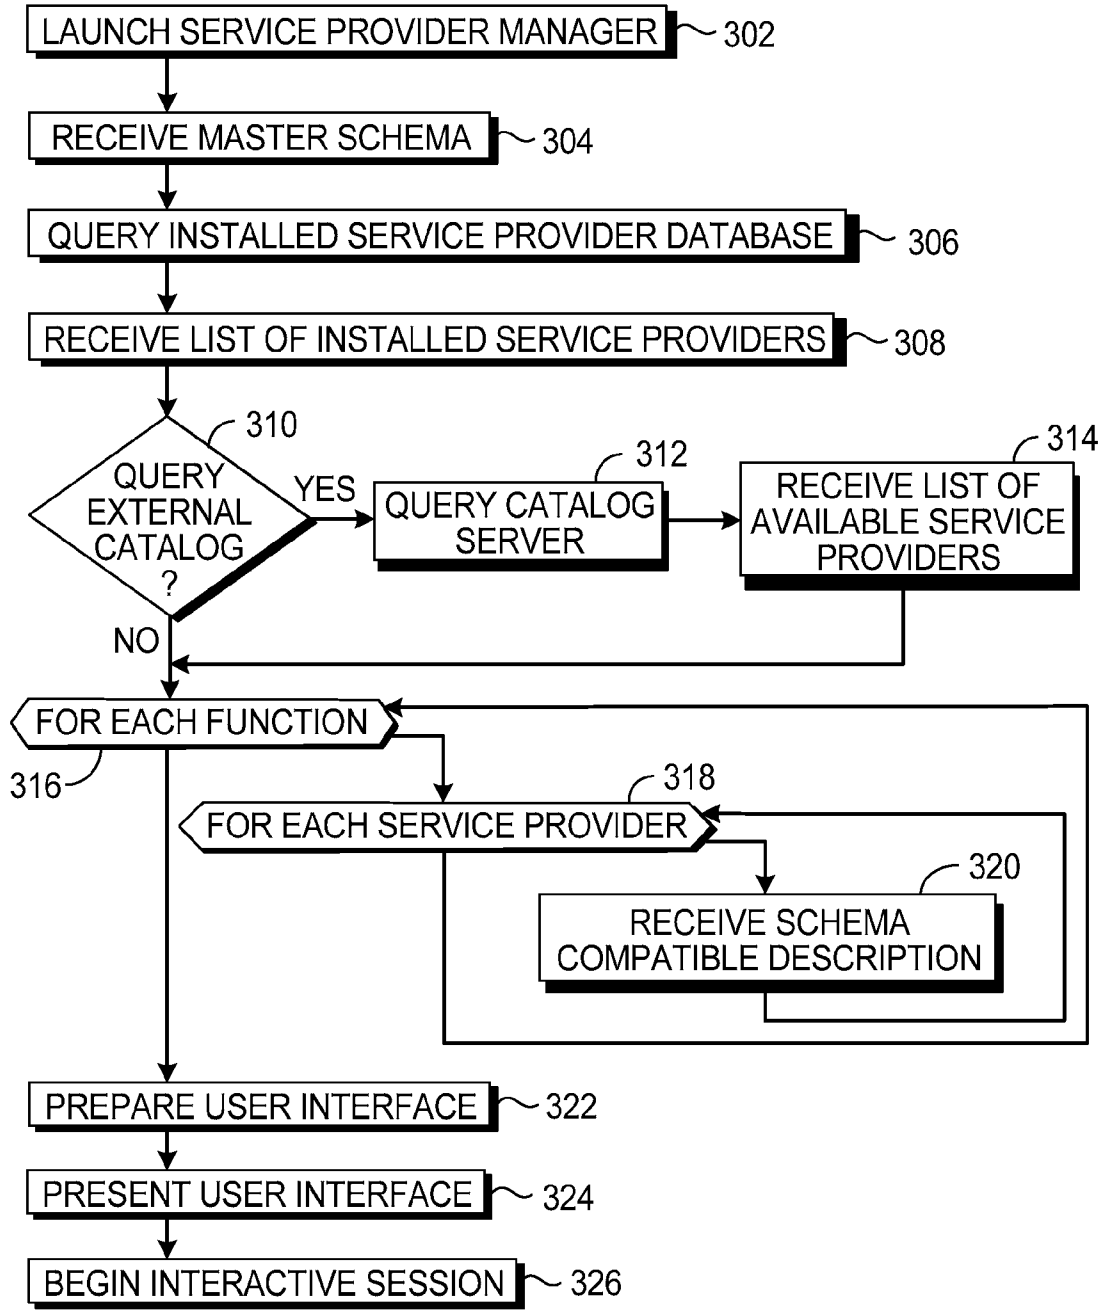 LAUNCH SERVICE PROVIDER MANAGER
302
RECEIVE MASTER SCHEMA
304
QUERY INSTALLED SERVICE PROVIDER DATABASE
306
RECEIVE LIST OF INSTALLED SERVICE PROVIDERS
308
310
QUERY
EXTERNAL
CATALOG
?
YES
NO
312
QUERY CATALOG
SERVER
314
RECEIVE LIST OF
AVAILABLE SERVICE
PROVIDERS
FOR EACH FUNCTION
316
318
FOR EACH SERVICE PROVIDER
320
RECEIVE SCHEMA
COMPATIBLE DESCRIPTION
PREPARE USER INTERFACE
322
PRESENT USER INTERFACE
324
BEGIN INTERACTIVE SESSION
326